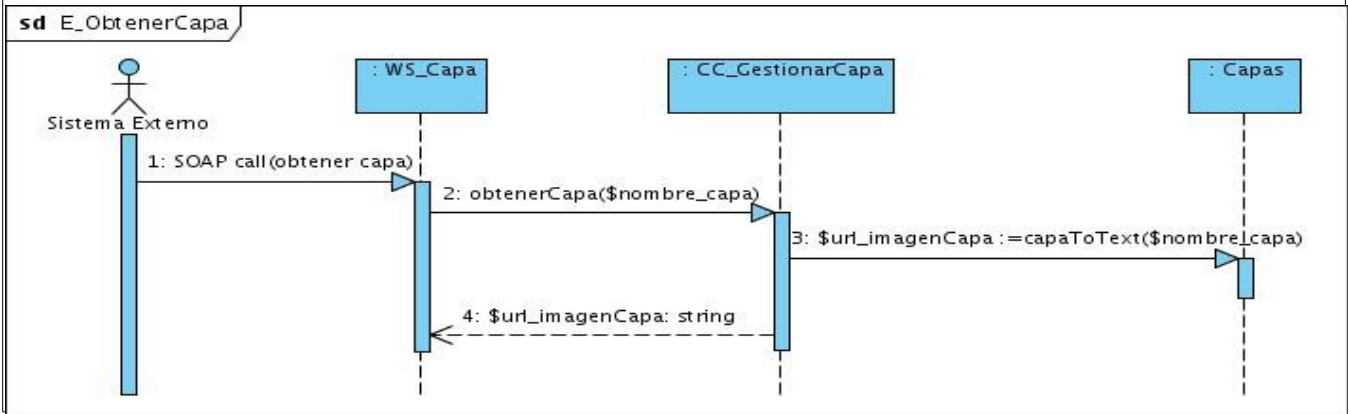 sd E_ObtenerCapa
: WS_Capa
: CC_GestionarCapa
: Capas
Sistema Externo
1: SOAP call(obtener capa)
2: obtenerCapa($nombre_capa)
3: $url_imagenCapa :=capaToText($nombre_capa)
4: $url_imagenCapa: string